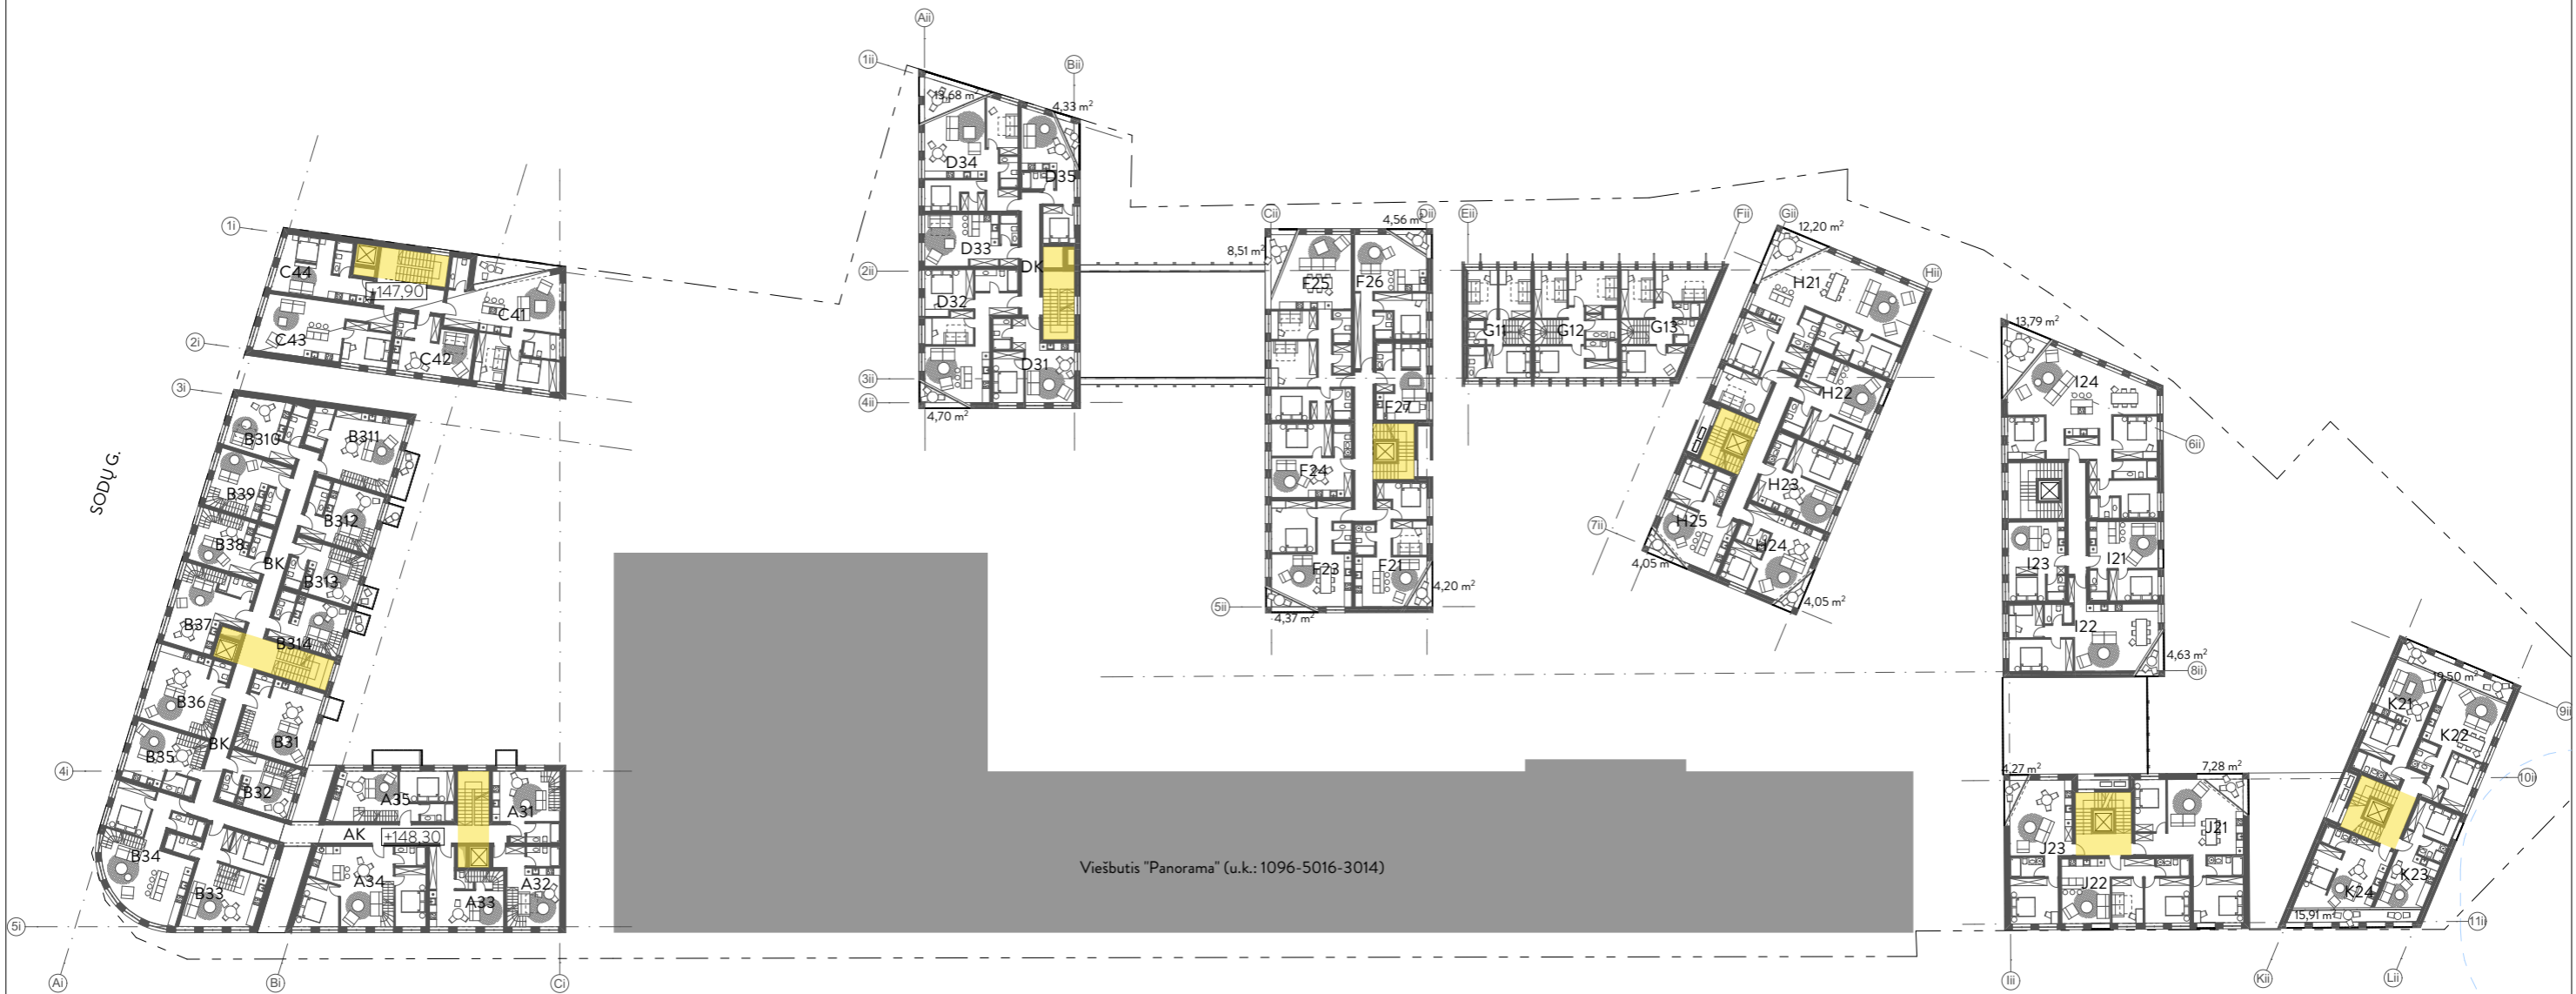 Aii
1ii
Bii
13,68 m²
4,33 m²
D34
D35
D33
DK
2ii
D32
D31
3ii
4ii
4,70 m²
1i
C44
+147,90
C41
C43
C42
2i
3i
SODŲ G.
B310
B311
B39
B312
B38
BK
B313
B37
B314
B36
BK
B31
B35
B32
4i
A35
A31
AK
+148,30
B34
B33
A34
A33
A32
5i
Ai
Bi
Ci
Cii
Dii
Eii
Fii
Gii
Hii
8,51 m²
4,56 m²
12,20 m²
F25
F26
G11
G12
G13
H21
F27
H22
F24
H23
7ii
H25
H24
F23
F21
4,05 m²
4,05 m²
4,20 m²
5ii
4,37 m²
13,79 m²
I24
6ii
I23
I21
I22
4,63 m²
8ii
19,50 m²
K21
K22
9ii
4,27 m²
7,28 m²
10ii
J21
J23
J22
K23
K24
15,91 m²
11ii
Viešbutis "Panorama" (u.k.: 1096-5016-3014)
Iii
Kii
Lii